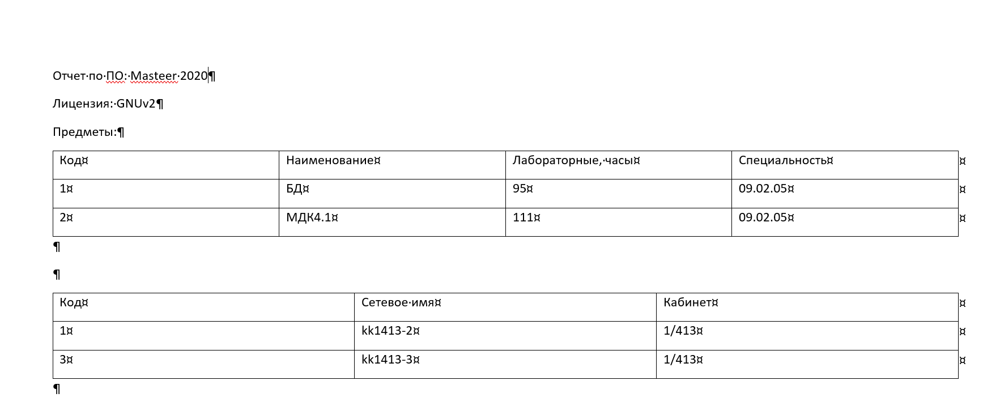 Отчет по ПО: Masteer 2020
Лицензия: GNUv2
Предметы:
Код Наименование Лабораторные, часы Специальность
1 БД 95 09.02.05
2 МДК4.1 111 09.02.05
Код Сетевое имя Кабинет
1 kk1413-2 1/413
3 kk1413-3 1/413